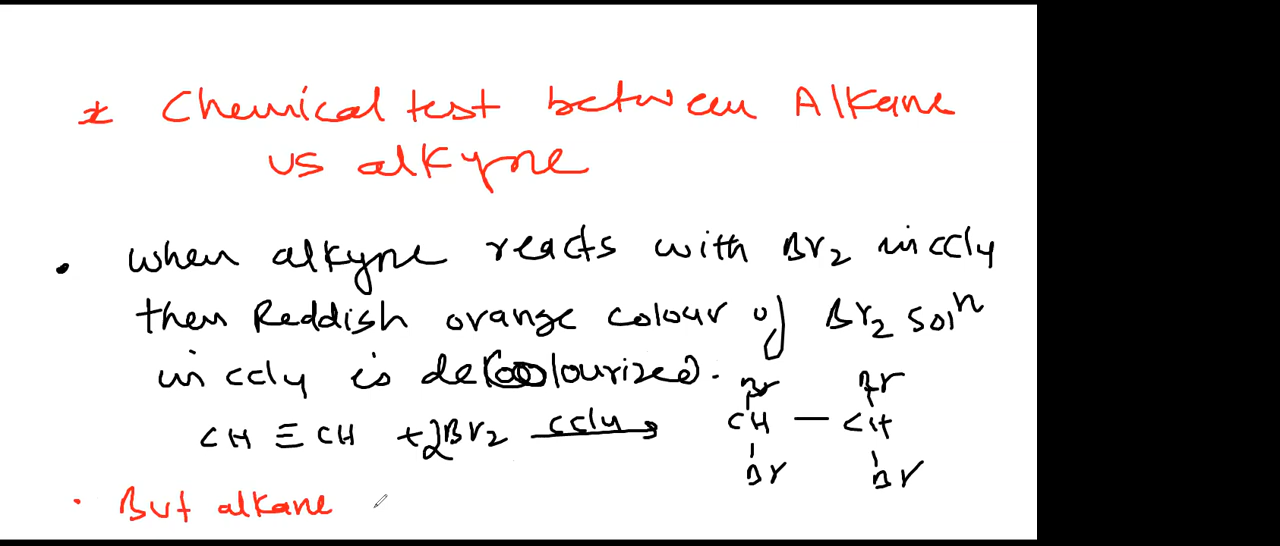 * Chemical test between Alkane
vs alkyne
• when alkyne reacts with Br2 in ccl4
then Reddish orange colour of Br2 soln
in ccl4 is decolourized.
Br Br
CH ≡ CH + 2Br2 ccl4→ CH — CH
Br Br
• But alkane